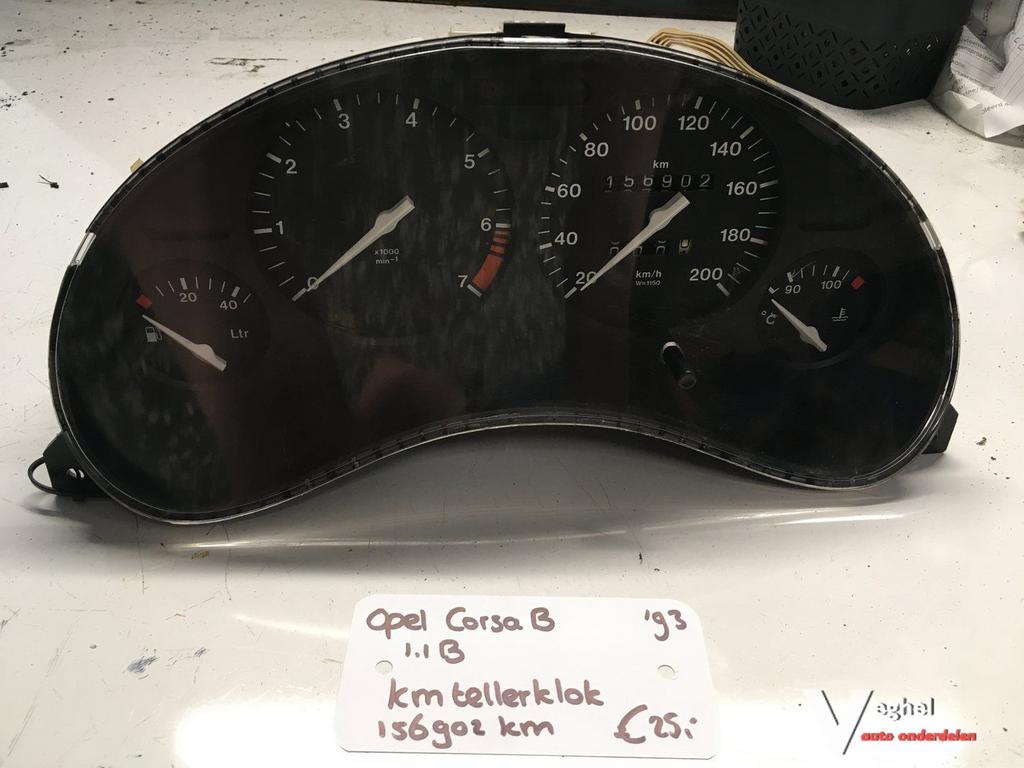 0 1 2 3 4 5 6 7
x1000
min-1
20 40
Ltr
20 40 60 80 100 120 140 160 180 200
km
156902
km/h
W=1150
°C 90 100
Opel Corsa B '93
1.1 B
km tellerklok
156902 km €25,-
Veghel
auto onderdelen